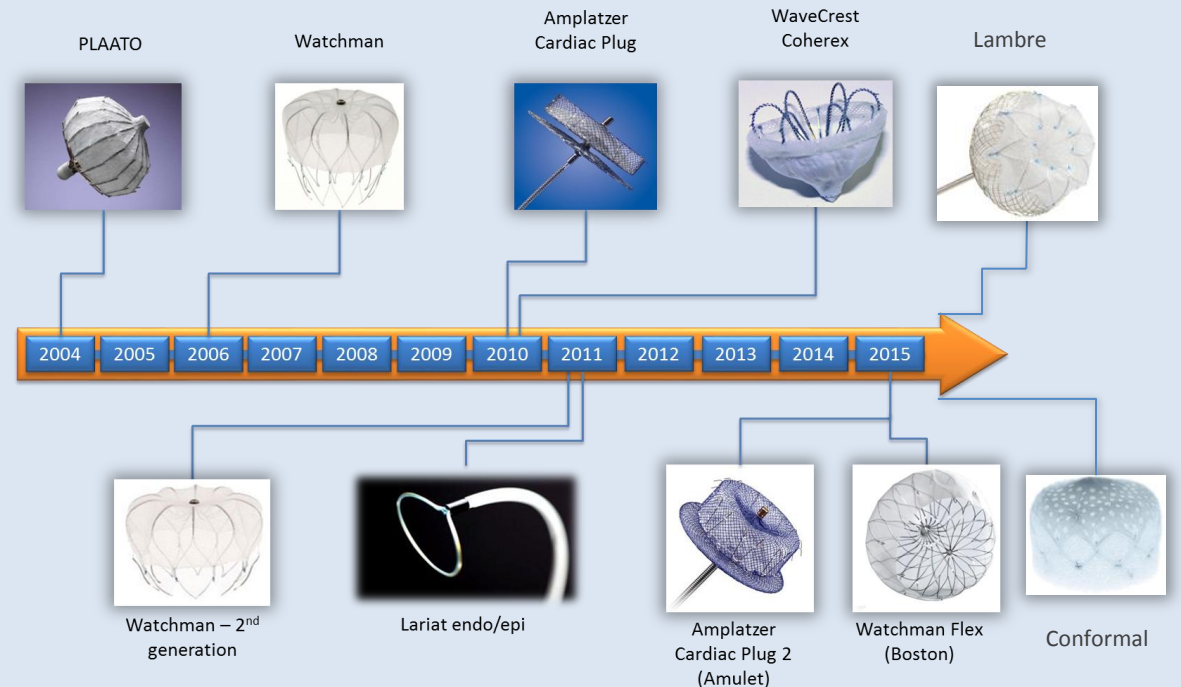 PLAATO
Watchman
Amplatzer
Cardiac Plug
WaveCrest
Coherex
Lambre
2004
2005
2006
2007
2008
2009
2010
2011
2012
2013
2014
2015
Watchman – 2nd
generation
Lariat endo/epi
Amplatzer
Cardiac Plug 2
(Amulet)
Watchman Flex
(Boston)
Conformal